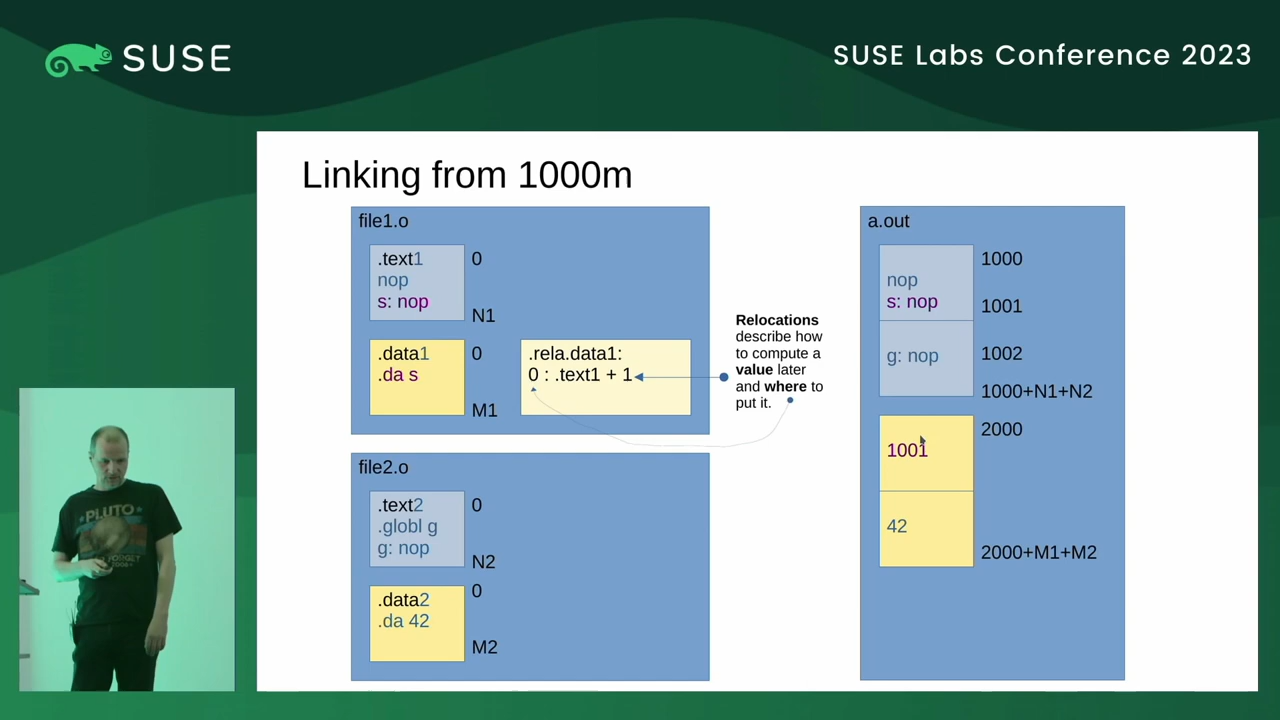 SUSE
SUSE Labs Conference 2023
Linking from 1000m
file1.o
.text1
nop
s: nop
0
N1
.data1
.da s
0
M1
.rela.data1:
0 : .text1 + 1
Relocations
describe how
to compute a
value later
and where to
put it.
file2.o
.text2
.globl g
g: nop
0
N2
.data2
.da 42
0
M2
a.out
nop
s: nop
g: nop
1000
1001
1002
1000+N1+N2
1001
42
2000
2000+M1+M2
PLUTO